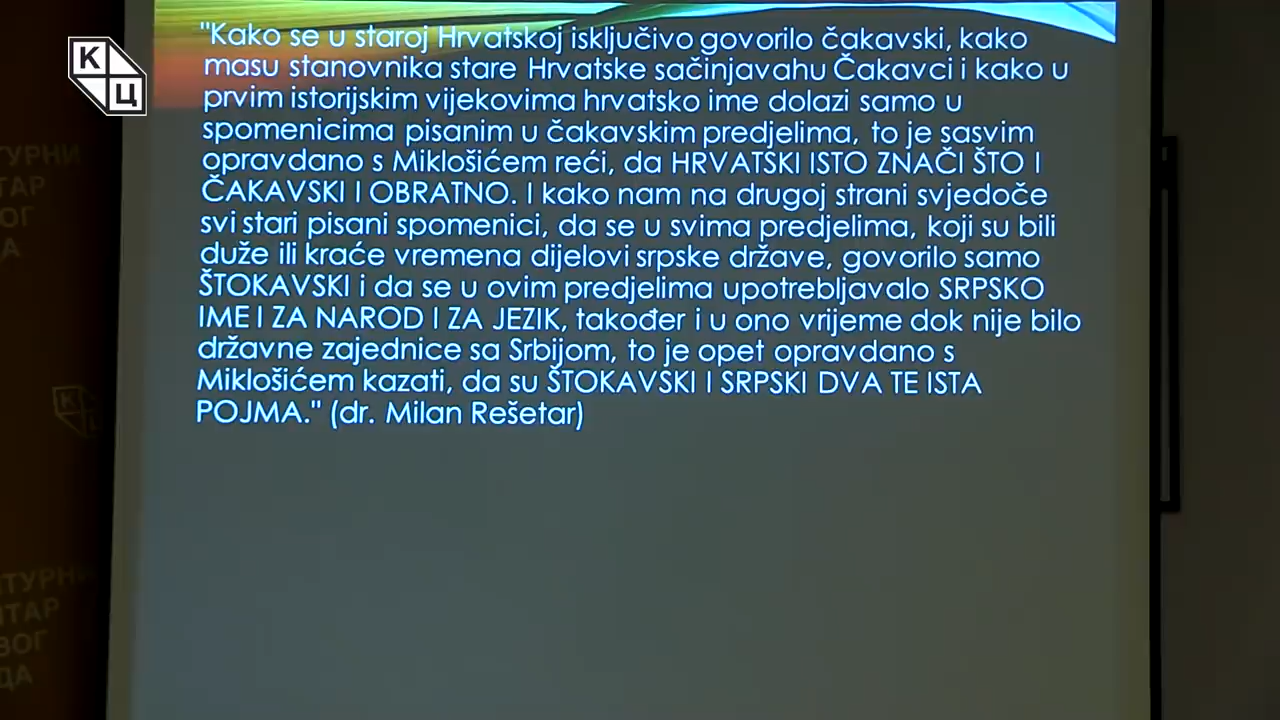 К
Ц
"Kako se u staroj Hrvatskoj isključivo govorilo čakavski, kako
masu stanovnika stare Hrvatske sačinjavahu Čakavci i kako u
prvim istorijskim vijekovima hrvatsko ime dolazi samo u
spomenicima pisanim u čakavskim predjelima, to je sasvim
opravdano s Miklošićem reći, da HRVATSKI ISTO ZNAČI ŠTO I
ČAKAVSKI I OBRATNO. I kako nam na drugoj strani svjedoče
svi stari pisani spomenici, da se u svima predjelima, koji su bili
duže ili kraće vremena dijelovi srpske države, govorilo samo
ŠTOKAVSKI i da se u ovim predjelima upotrebljavalo SRPSKO
IME I ZA NAROD I ZA JEZIK, također i u ono vrijeme dok nije bilo
državne zajednice sa Srbijom, to je opet opravdano s
Miklošićem kazati, da su ŠTOKAVSKI I SRPSKI DVA TE ISTA
POJMA." (dr. Milan Rešetar)